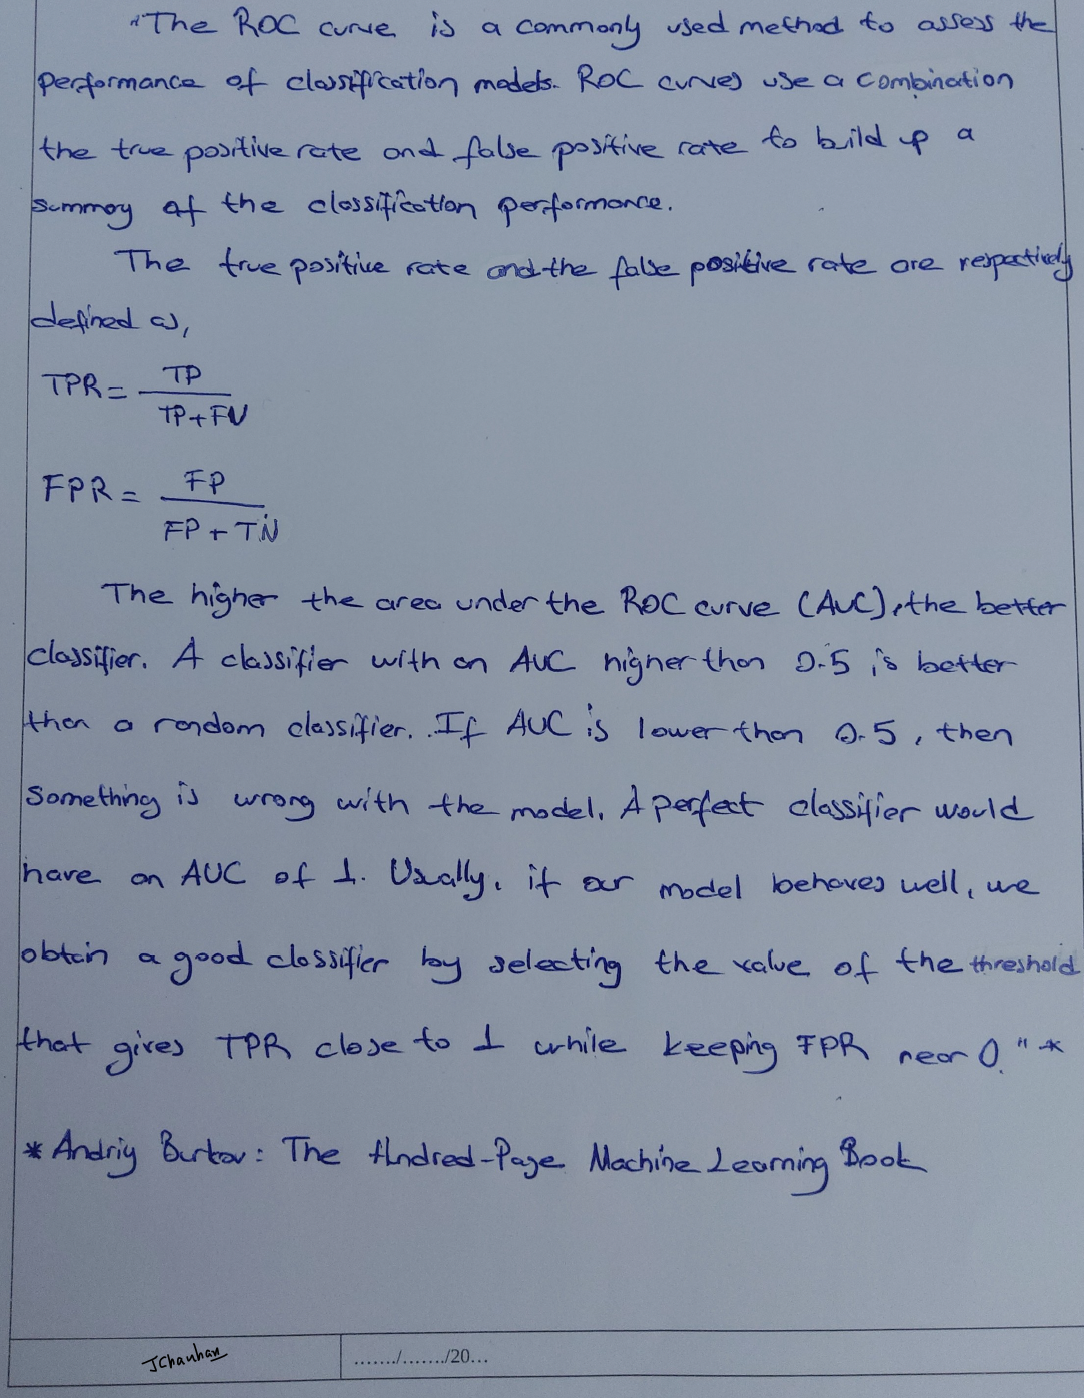 "The ROC curve is a commonly used method to assess the
performance of classification models. ROC curves use a combination
the true positive rate and false positive rate to build up a
summay of the classification performance.
The true positive rate and the false positive rate are respectively
defined as,
TPR = TP / TP + FN
FPR = FP / FP + TN
The higher the area under the ROC curve (AUC), the better
classifier. A classifier with an AUC higher than 0.5 is better
than a random classifier. If AUC is lower than 0.5, then
something is wrong with the model. A perfect classifier would
have an AUC of 1. Usually, if our model behaves well, we
obtain a good classifier by selecting the value of the threshold
that gives TPR close to 1 while keeping FPR near 0." *
* Andriy Burkov: The Hundred-Page Machine Learning Book
JChauhan ......./......./20...